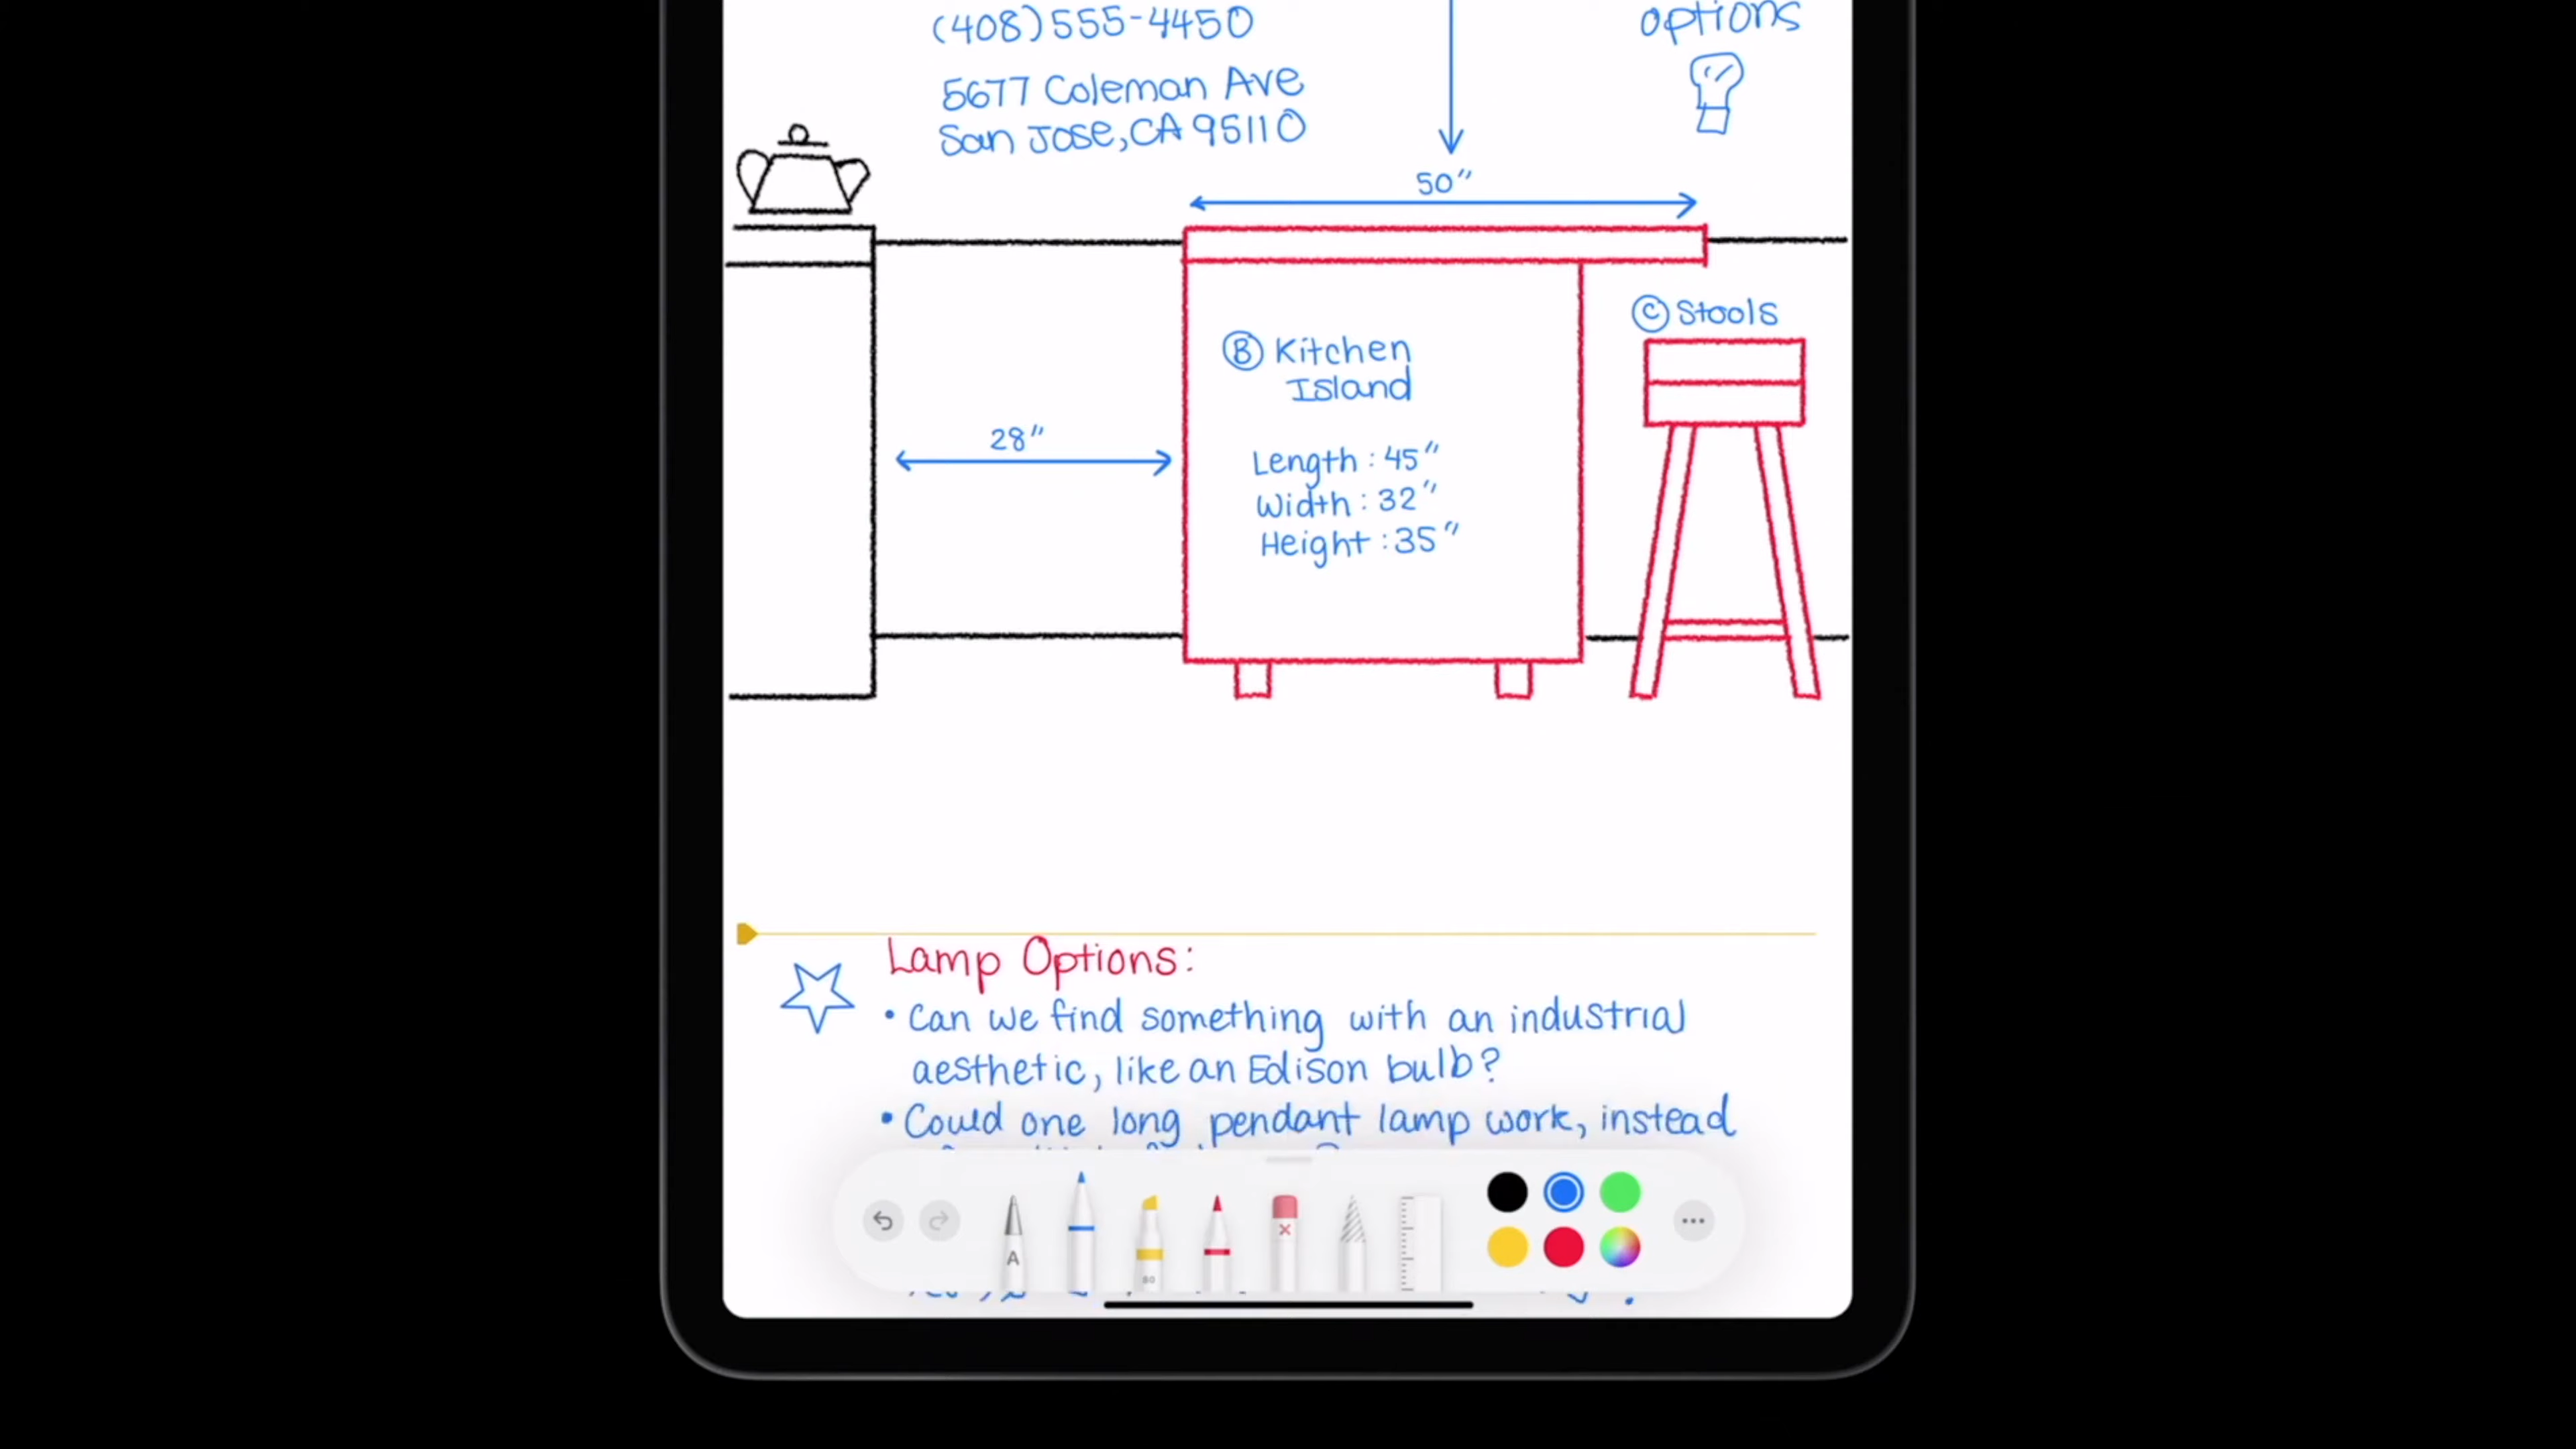 (408)555-4450
options
5677 Coleman Ave
San Jose, CA 95110
50"
Ⓒ Stools
Ⓑ Kitchen
Island
28"
Length: 45"
Width: 32"
Height: 35"
Lamp Options:
• Can we find something with an industrial
aesthetic, like an Edison bulb?
• Could one long pendant lamp work, instead
A
80